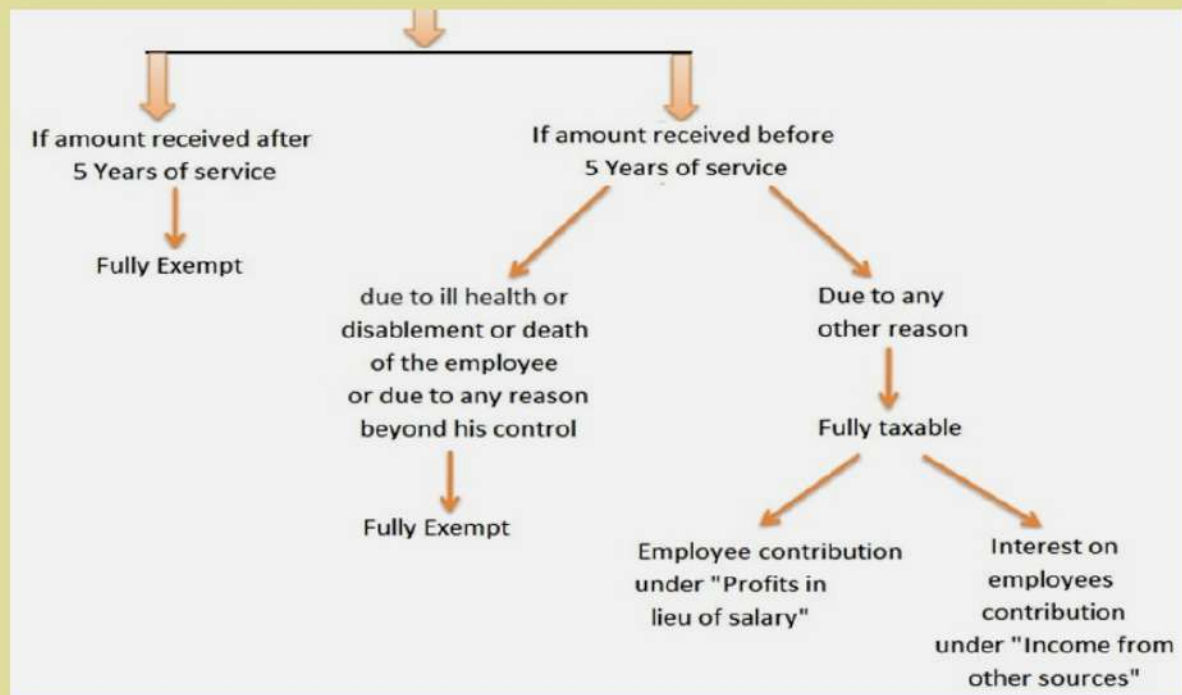 If amount received after
5 Years of service
Fully Exempt
If amount received before
5 Years of service
due to ill health or
disablement or death
of the employee
or due to any reason
beyond his control
Fully Exempt
Due to any
other reason
Fully taxable
Employee contribution
under "Profits in
lieu of salary"
Interest on
employees
contribution
under "Income from
other sources"